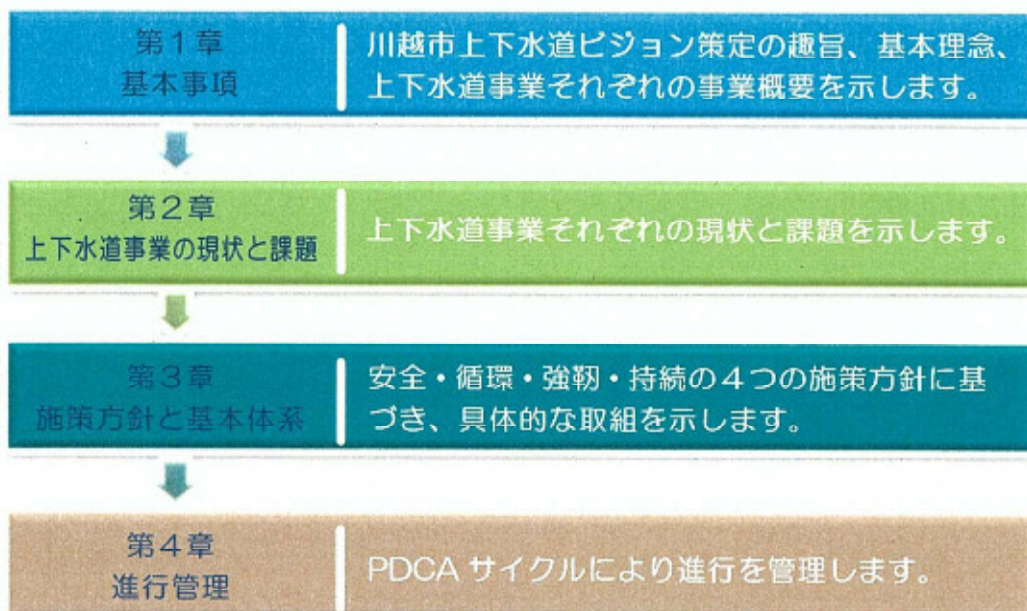 第1章
基本事項
川越市上下水道ビジョン策定の趣旨、基本理念、
上下水道事業それぞれの事業概要を示します。
第2章
上下水道事業の現状と課題
上下水道事業それぞれの現状と課題を示します。
第3章
施策方針と基本体系
安全・循環・強靭・持続の4つの施策方針に基
づき、具体的な取組を示します。
第4章
進行管理
PDCA サイクルにより進行を管理します。